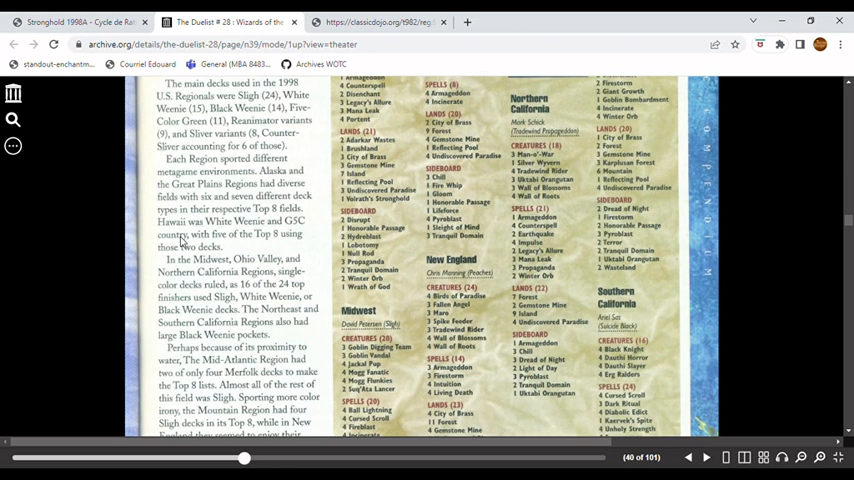 Stronghold 1998A - Cycle de Rat
The Duelist # 28 : Wizards of the
https://classicdojo.org/t982/reg
archive.org/details/the-duelist-28/page/n39/mode/1up?view=theater
standout-enchantm...
Courriel Edouard
General (MBA 8483...
Archives WOTC
The main decks used in the 1998
U.S. Regionals were Sligh (24), White
Weenie (15), Black Weenie (14), Five-
Color Green (11), Reanimator variants
(9), and Sliver variants (8, Counter-
Sliver accounting for 6 of those).
Each Region sported different
metagame environments. Alaska and
the Great Plains Regions had diverse
fields with six and seven different deck
types in their respective Top 8 fields.
Hawaii was White Weenie and G5C
country, with five of the Top 8 using
those two decks.
In the Midwest, Ohio Valley, and
Northern California Regions, single-
color decks ruled, as 16 of the 24 top
finishers used Sligh, White Weenie, or
Black Weenie decks. The Northeast and
Southern California Regions also had
large Black Weenie pockets.
Perhaps because of its proximity to
water, The Mid-Atlantic Region had
two of only four Merfolk decks to make
the Top 8 lists. Almost all of the rest of
this field was Sligh. Sporting more color
irony, the Mountain Region had four
Sligh decks in its Top 8, while in New
England they seemed to enjoy their
1 Armageddon
4 Counterspell
2 Disenchant
3 Legacy's Allure
3 Mana Leak
4 Portent
LANDS (21)
2 Adarkar Wastes
1 Brushland
3 City of Brass
3 Gemstone Mine
7 Island
1 Reflecting Pool
3 Undiscovered Paradise
1 Volrath's Stronghold
SIDEBOARD
2 Disrupt
1 Honorable Passage
2 Hydroblast
1 Lobotomy
1 Null Rod
3 Propaganda
2 Tranquil Domain
2 Winter Orb
1 Wrath of God
Midwest
David Petersen (Sligh)
CREATURES (20)
3 Goblin Digging Team
3 Goblin Vandal
4 Jackal Pup
4 Mogg Fanatic
4 Mogg Flunkies
2 Suq'Ata Lancer
SPELLS (20)
4 Ball Lightning
4 Cursed Scroll
4 Fireblast
4 Incinerate
SPELLS (8)
4 Armageddon
4 Incinerate
LANDS (20)
2 City of Brass
9 Forest
4 Gemstone Mine
1 Reflecting Pool
4 Undiscovered Paradise
SIDEBOARD
3 Chill
1 Fire Whip
1 Gloom
1 Honorable Passage
1 Lifeforce
4 Pyroblast
1 Sleight of Mind
3 Tranquil Domain
New England
Chris Manning (Peaches)
CREATURES (24)
4 Birds of Paradise
3 Fallen Angel
3 Maro
3 Spike Feeder
3 Tradewind Rider
4 Wall of Blossoms
4 Wall of Roots
SPELLS (14)
3 Armageddon
3 Firestorm
4 Intuition
4 Living Death
LANDS (23)
4 City of Brass
11 Forest
4 Gemstone Mine
Northern
California
Mark Schick
(Tradewind Propageddon)
CREATURES (18)
3 Man-o'-War
1 Silver Wyvern
4 Tradewind Rider
3 Uktabi Orangutan
3 Wall of Blossoms
4 Wall of Roots
SPELLS (21)
1 Armageddon
4 Counterspell
2 Earthquake
4 Impulse
2 Legacy's Allure
3 Mana Leak
3 Propaganda
2 Winter Orb
LANDS (22)
7 Forest
2 Gemstone Mine
9 Island
4 Undiscovered Paradise
SIDEBOARD
1 Armageddon
3 Chill
3 Dread of Night
2 Light of Day
3 Pyroblast
2 Tranquil Domain
1 Uktabi Orangutan
2 Firestorm
2 Giant Growth
1 Goblin Bombardment
4 Incinerate
4 Winter Orb
LANDS (20)
1 City of Brass
2 Forest
3 Gemstone Mine
3 Karplusan Forest
6 Mountain
1 Reflecting Pool
4 Undiscovered Paradise
SIDEBOARD
2 Dread of Night
1 Firestorm
2 Honorable Passage
3 Pyroblast
2 Terror
2 Tranquil Domain
1 Uktabi Orangutan
2 Wasteland
Southern
California
Ariel Sas
(Suicide Black)
CREATURES (16)
4 Black Knight
4 Dauthi Horror
4 Dauthi Slayer
4 Erg Raiders
SPELLS (24)
4 Cursed Scroll
3 Dark Ritual
4 Diabolic Edict
1 Kaervek's Spite
4 Unholy Strength
COMPENDIUM
(40 of 101)